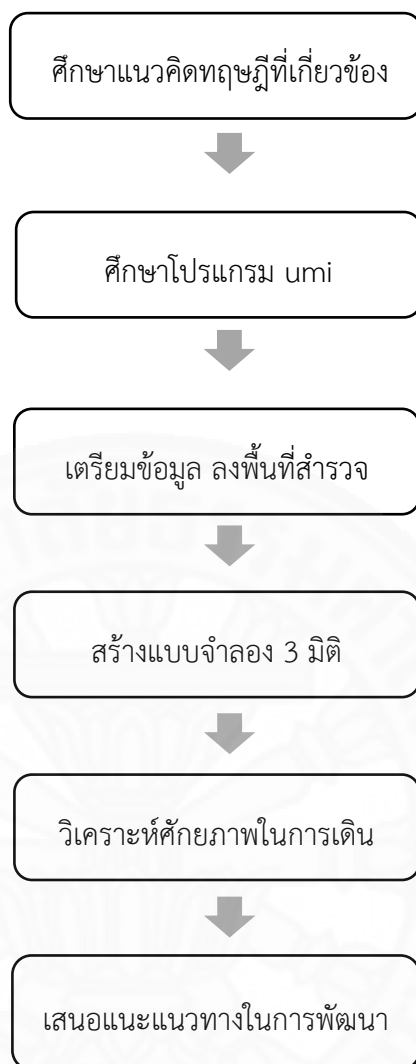 ศึกษาแนวคิดทฤษฎีที่เกี่ยวข้อง
ศึกษาโปรแกรม umi
เตรียมข้อมูล ลงพื้นที่สำรวจ
สร้างแบบจำลอง 3 มิติ
วิเคราะห์ศักยภาพในการเดิน
เสนอแนะแนวทางในการพัฒนา